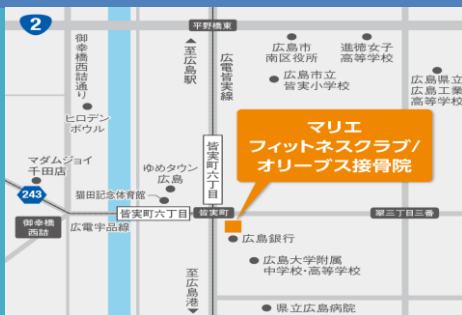 2
平野橋東
御幸橋西詰通り
至広島駅
広電皆実線
広島市
南区役所
進徳女子
高等学校
広島市立
皆実小学校
広島県立
広島工業
高等学校
ヒロデン
ボウル
マリエ
フィットネスクラブ/
オリーブス接骨院
皆実町六丁目
マダムジョイ
千田店
ゆめタウン
広島
243
猫田記念体育館
皆実町六丁目
皆実町
翠三丁目三番
御幸橋
西詰
広電宇品線
広島銀行
広島大学附属
中学校・高等学校
至広島港
県立広島病院